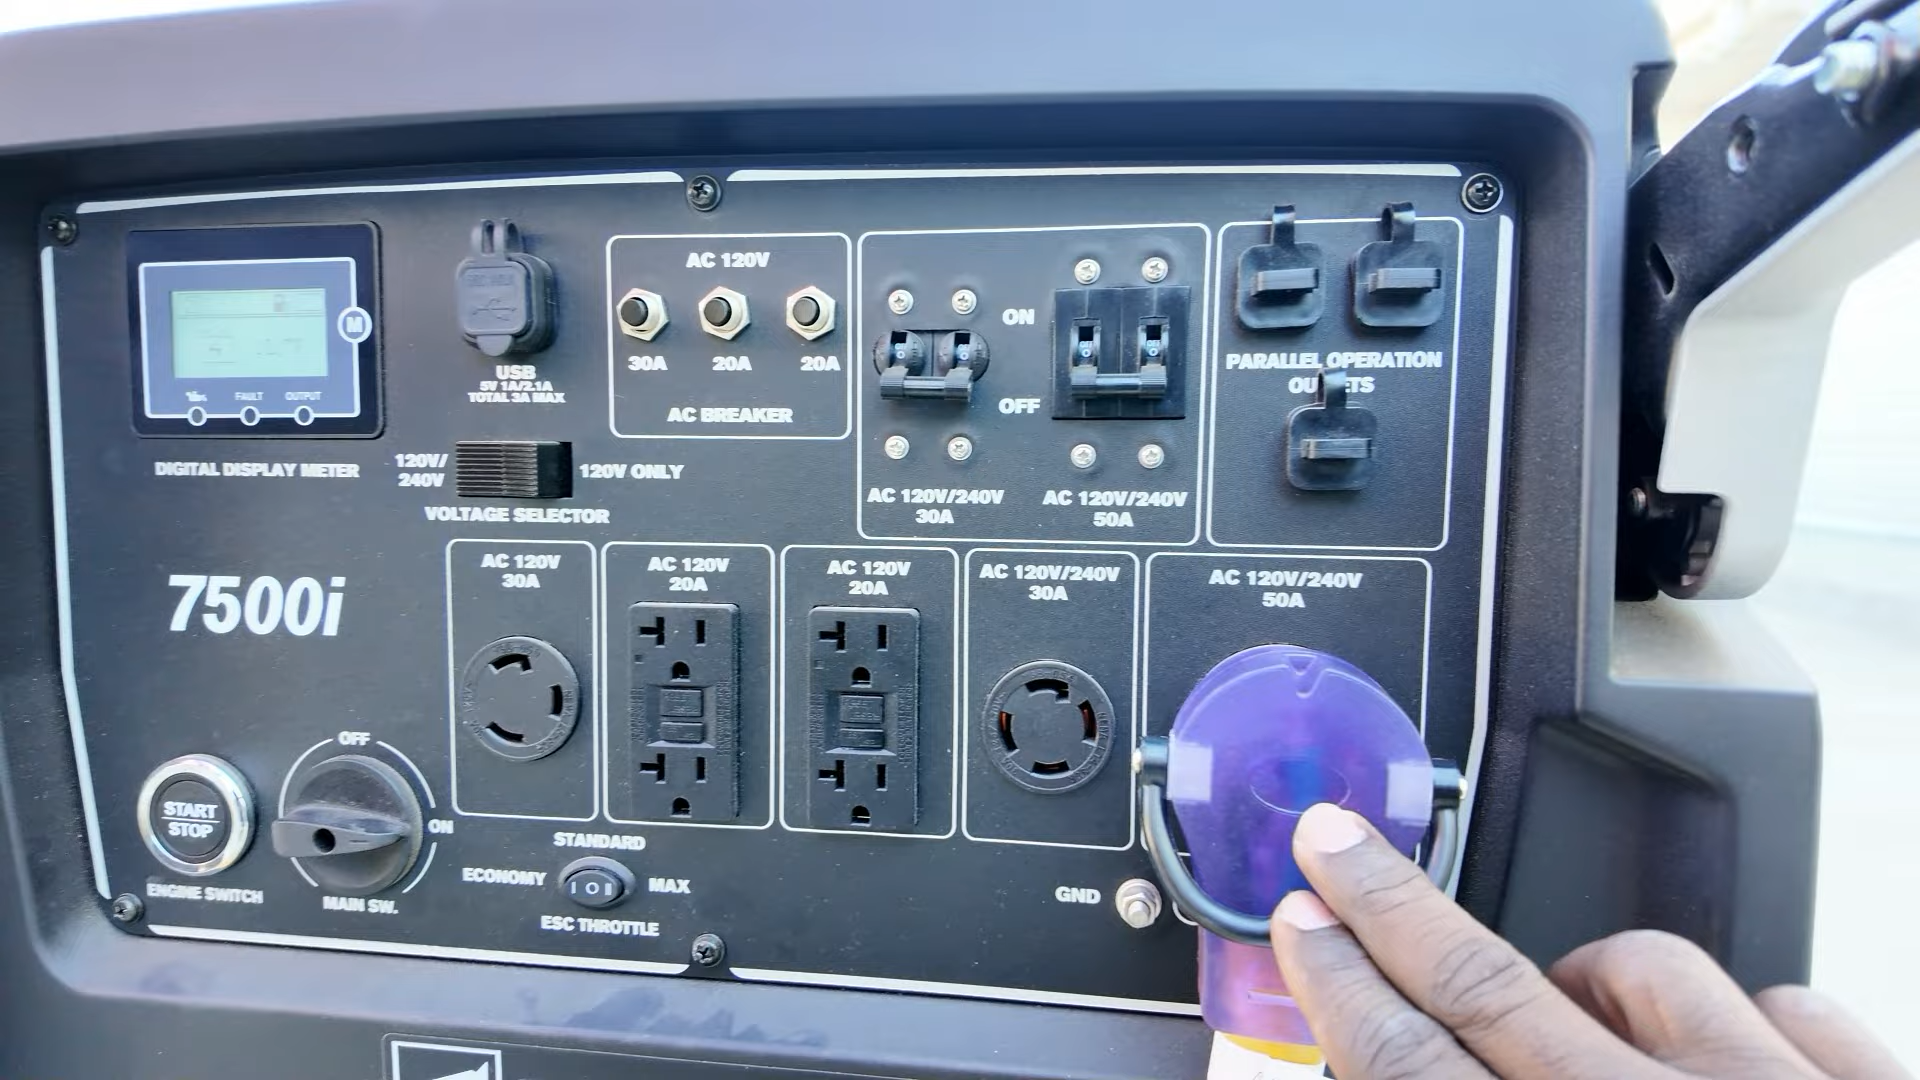 M
FAULT
OUTPUT
DIGITAL DISPLAY METER
USB
5V 1A/2.1A
TOTAL 3A MAX
AC 120V
30A
20A
20A
AC BREAKER
ON
OFF
AC 120V/240V
30A
AC 120V/240V
50A
PARALLEL OPERATION
120V/
240V
120V ONLY
VOLTAGE SELECTOR
7500i
AC 120V
30A
AC 120V
20A
AC 120V
20A
AC 120V/240V
30A
AC 120V/240V
50A
START
STOP
ENGINE SWITCH
OFF
ON
MAIN SW.
STANDARD
ECONOMY
MAX
ESC THROTTLE
GND